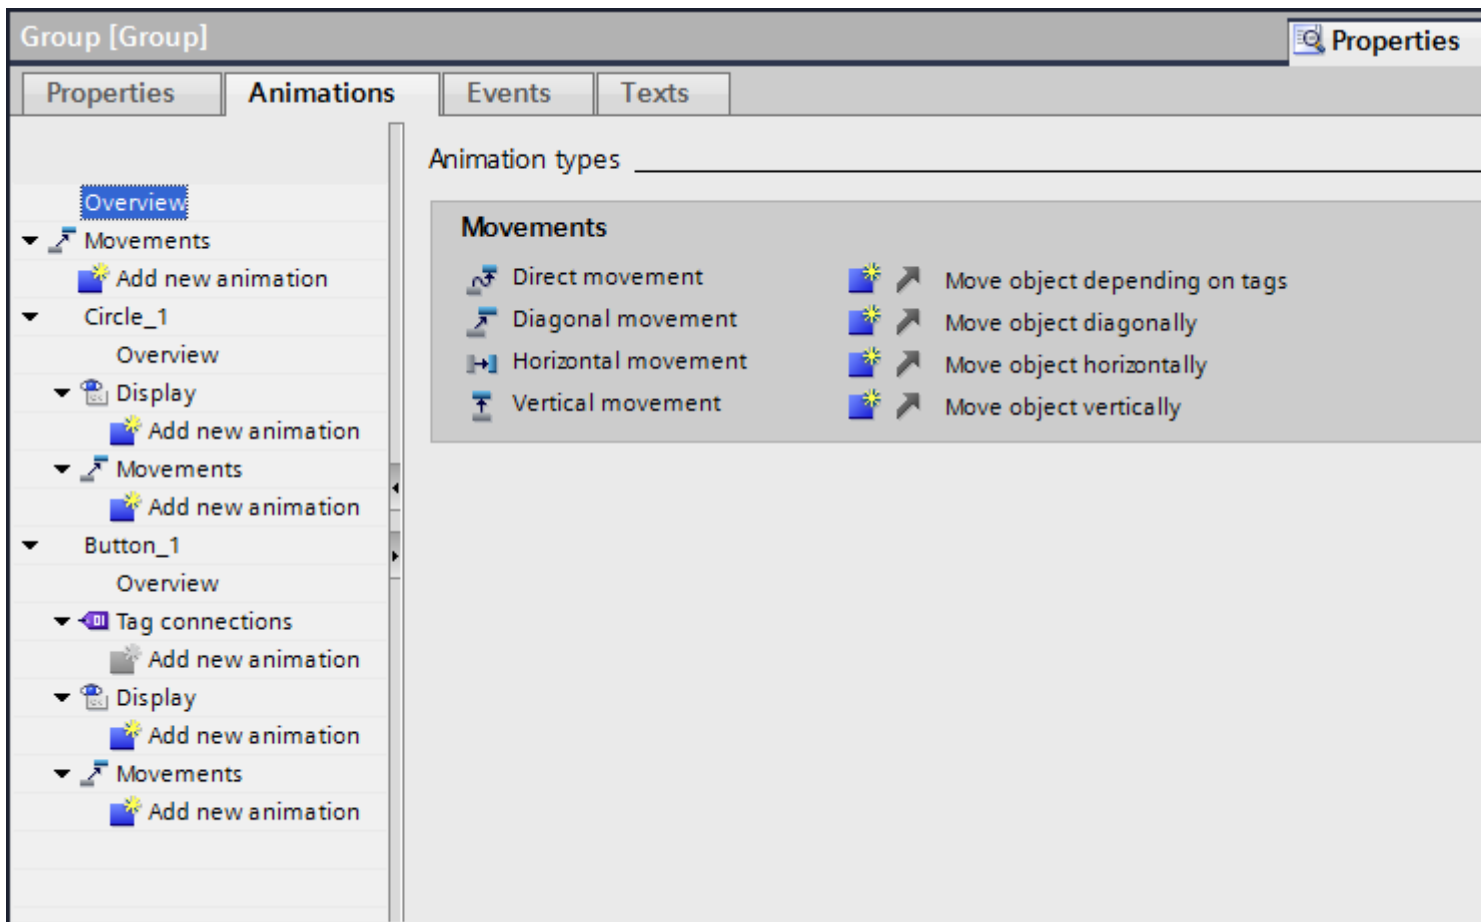 Group [Group]
Properties
Properties
Animations
Events
Texts
Overview
Movements
Add new animation
Circle_1
Overview
Display
Add new animation
Movements
Add new animation
Button_1
Overview
Tag connections
Add new animation
Display
Add new animation
Movements
Add new animation
Animation types
Movements
Direct movement Move object depending on tags
Diagonal movement Move object diagonally
Horizontal movement Move object horizontally
Vertical movement Move object vertically